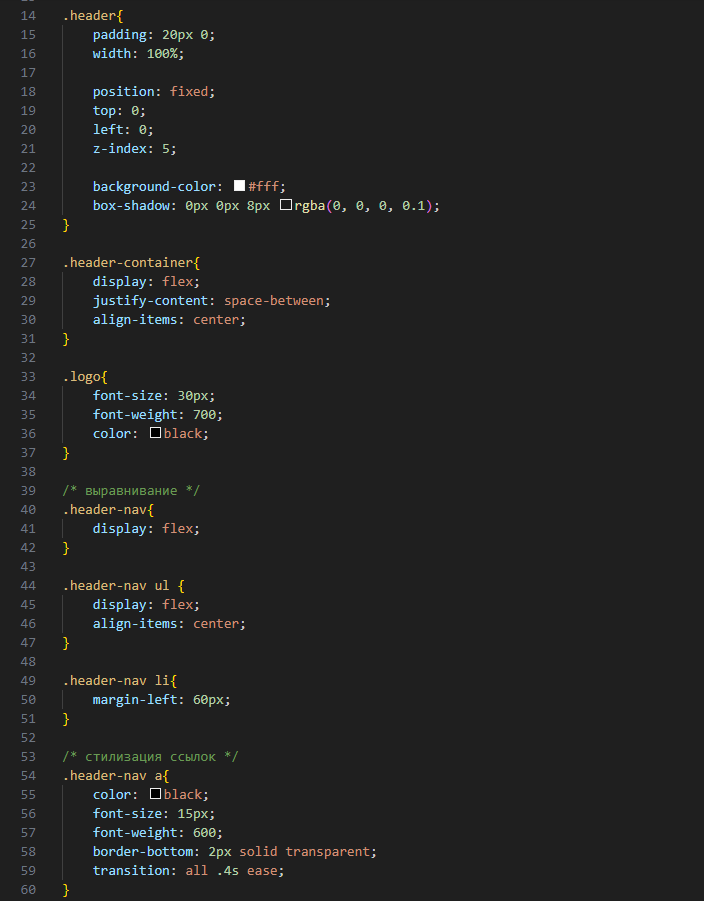 14 .header{
15 padding: 20px 0;
16 width: 100%;
17
18 position: fixed;
19 top: 0;
20 left: 0;
21 z-index: 5;
22
23 background-color: #fff;
24 box-shadow: 0px 0px 8px rgba(0, 0, 0, 0.1);
25 }
26
27 .header-container{
28 display: flex;
29 justify-content: space-between;
30 align-items: center;
31 }
32
33 .logo{
34 font-size: 30px;
35 font-weight: 700;
36 color: black;
37 }
38
39 /* выравнивание */
40 .header-nav{
41 display: flex;
42 }
43
44 .header-nav ul {
45 display: flex;
46 align-items: center;
47 }
48
49 .header-nav li{
50 margin-left: 60px;
51 }
52
53 /* стилизация ссылок */
54 .header-nav a{
55 color: black;
56 font-size: 15px;
57 font-weight: 600;
58 border-bottom: 2px solid transparent;
59 transition: all .4s ease;
60 }